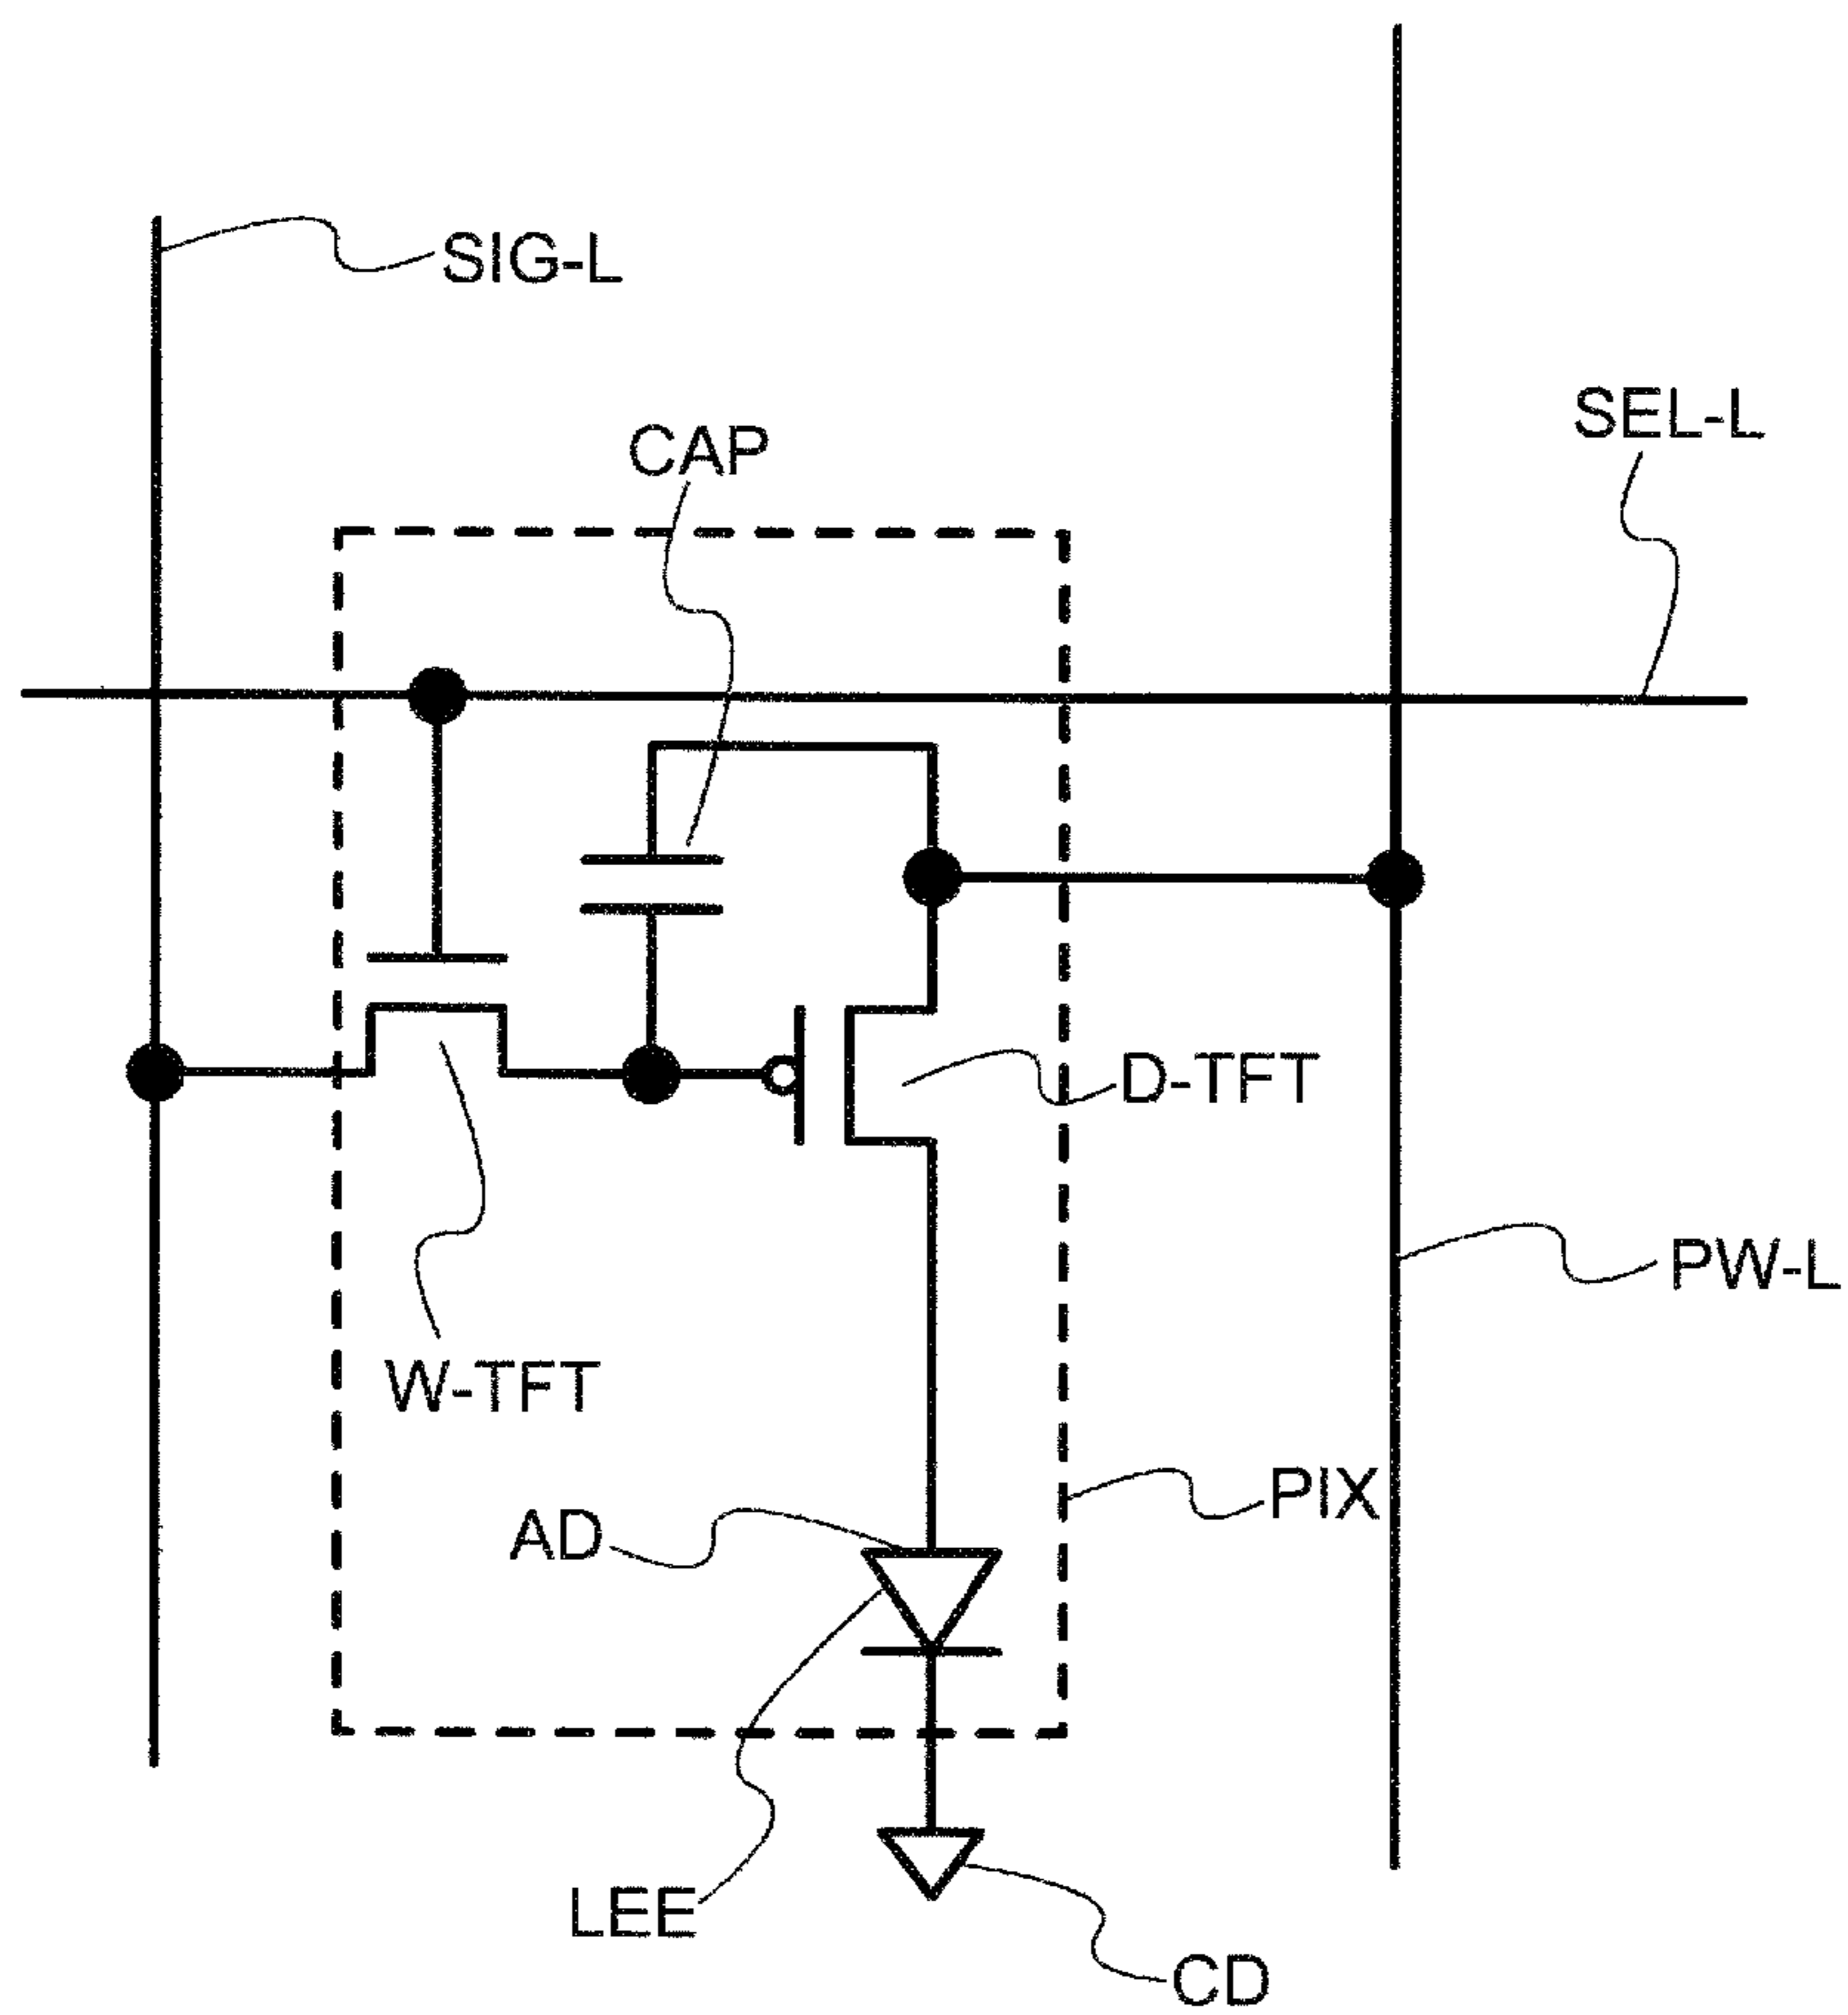 SIG-L
SEL-L
CAP
D-TFT
PW-L
W-TFT
PIX
AD
LEE
CD